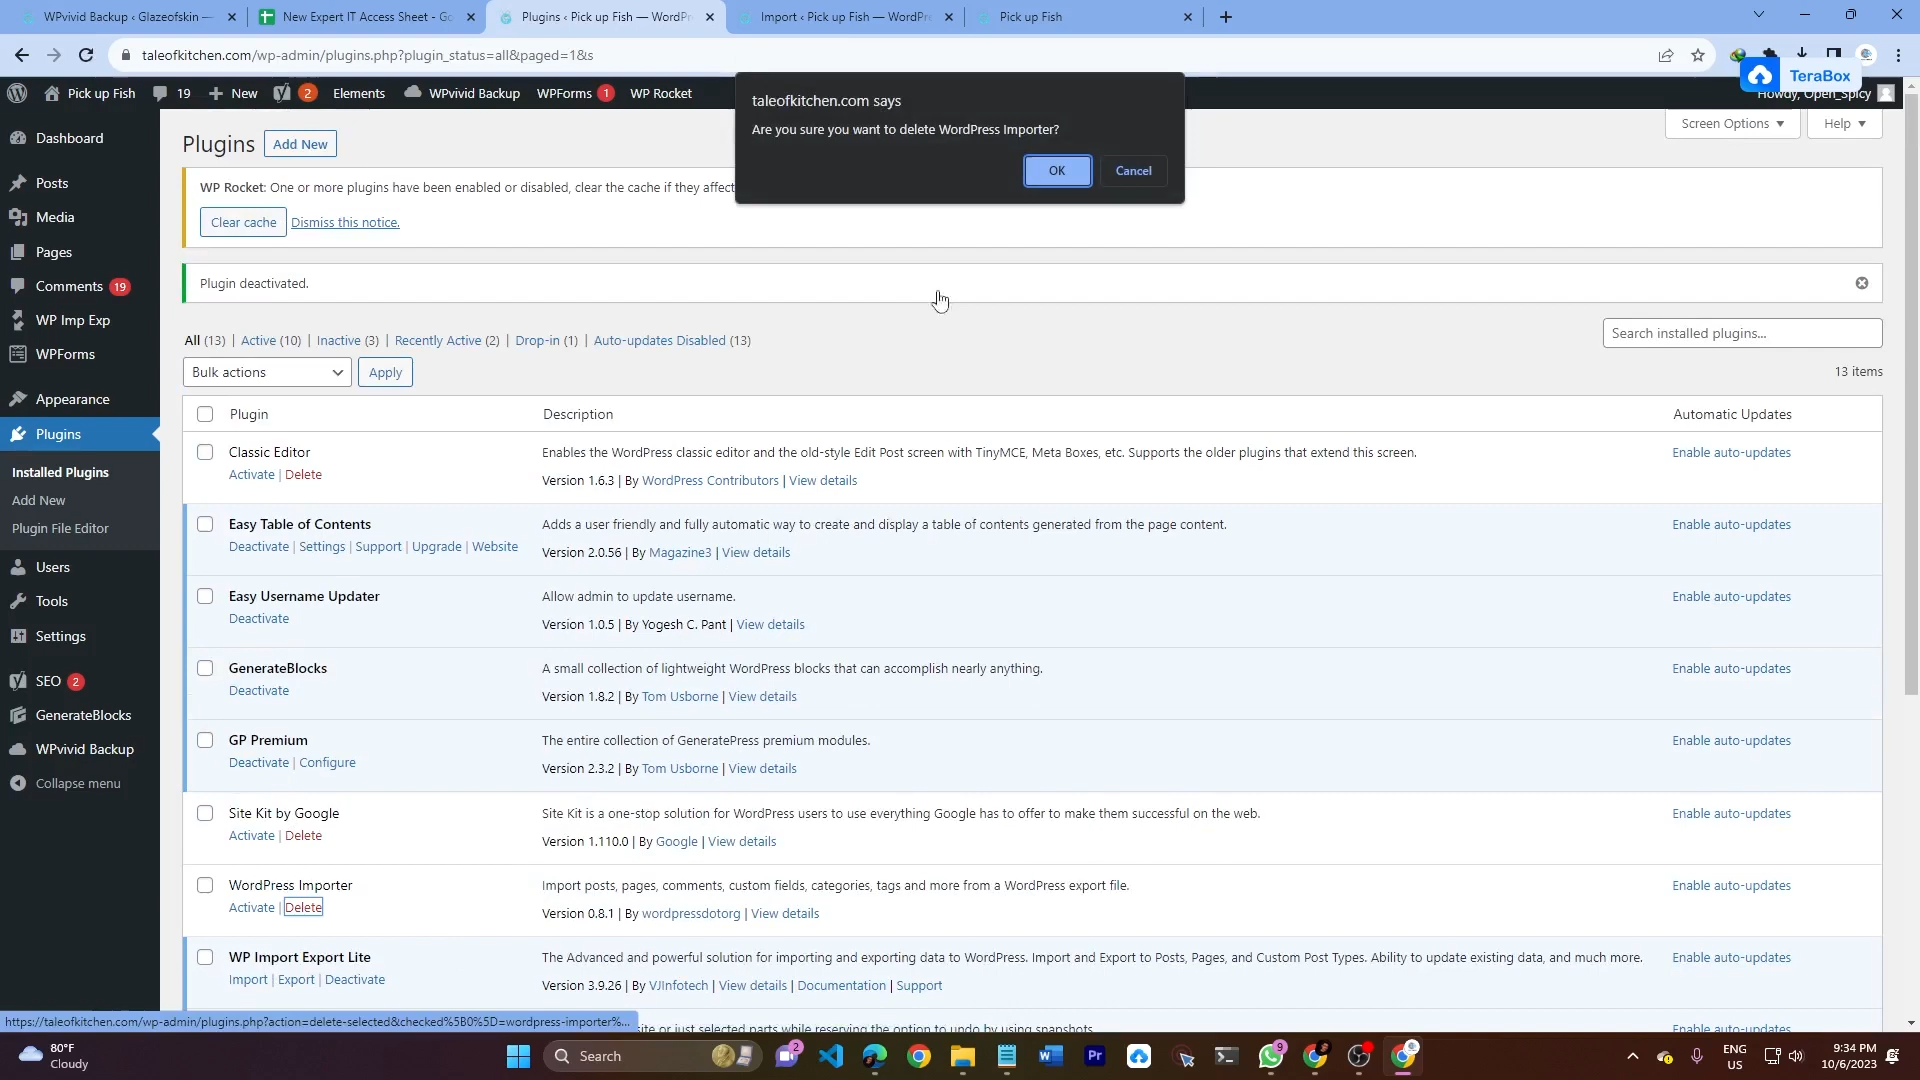 WPvivid Backup ‹ Glazeofskin —
New Expert IT Access Sheet - Go
Plugins ‹ Pick up Fish — WordPr
Import ‹ Pick up Fish — WordPre
Pick up Fish
taleofkitchen.com/wp-admin/plugins.php?plugin_status=all&paged=1&s
TeraBox
Pick up Fish
19
New
2
Elements
WPvivid Backup
WPForms 1
WP Rocket
Howdy, Open_Spicy
taleofkitchen.com says
Are you sure you want to delete WordPress Importer?
OK
Cancel
Screen Options
Help
Dashboard
Posts
Media
Pages
Comments 19
WP Imp Exp
WPForms
Appearance
Plugins
Installed Plugins
Add New
Plugin File Editor
Users
Tools
Settings
SEO 2
GenerateBlocks
WPvivid Backup
Collapse menu
Plugins
Add New
WP Rocket: One or more plugins have been enabled or disabled, clear the cache if they affect
Clear cache
Dismiss this notice.
Plugin deactivated.
All (13) | Active (10) | Inactive (3) | Recently Active (2) | Drop-in (1) | Auto-updates Disabled (13)
Search installed plugins...
Bulk actions
Apply
13 items
Plugin
Description
Automatic Updates
Classic Editor
Activate | Delete
Enables the WordPress classic editor and the old-style Edit Post screen with TinyMCE, Meta Boxes, etc. Supports the older plugins that extend this screen.
Version 1.6.3 | By WordPress Contributors | View details
Enable auto-updates
Easy Table of Contents
Deactivate | Settings | Support | Upgrade | Website
Adds a user friendly and fully automatic way to create and display a table of contents generated from the page content.
Version 2.0.56 | By Magazine3 | View details
Enable auto-updates
Easy Username Updater
Deactivate
Allow admin to update username.
Version 1.0.5 | By Yogesh C. Pant | View details
Enable auto-updates
GenerateBlocks
Deactivate
A small collection of lightweight WordPress blocks that can accomplish nearly anything.
Version 1.8.2 | By Tom Usborne | View details
Enable auto-updates
GP Premium
Deactivate | Configure
The entire collection of GeneratePress premium modules.
Version 2.3.2 | By Tom Usborne | View details
Enable auto-updates
Site Kit by Google
Activate | Delete
Site Kit is a one-stop solution for WordPress users to use everything Google has to offer to make them successful on the web.
Version 1.110.0 | By Google | View details
Enable auto-updates
WordPress Importer
Activate | Delete
Import posts, pages, comments, custom fields, categories, tags and more from a WordPress export file.
Version 0.8.1 | By wordpressdotorg | View details
Enable auto-updates
WP Import Export Lite
Import | Export | Deactivate
The Advanced and powerful solution for importing and exporting data to WordPress. Import and Export to Posts, Pages, and Custom Post Types. Ability to update existing data, and much more.
Version 3.9.26 | By VJInfotech | View details | Documentation | Support
Enable auto-updates
https://taleofkitchen.com/wp-admin/plugins.php?action=delete-selected&checked%5B0%5D=wordpress-importer%...
site or just selected parts while reserving the option to undo by using snapshots.
Enable auto-updates
80°F
Cloudy
Search
2
9
ENG
US
9:34 PM
10/6/2023